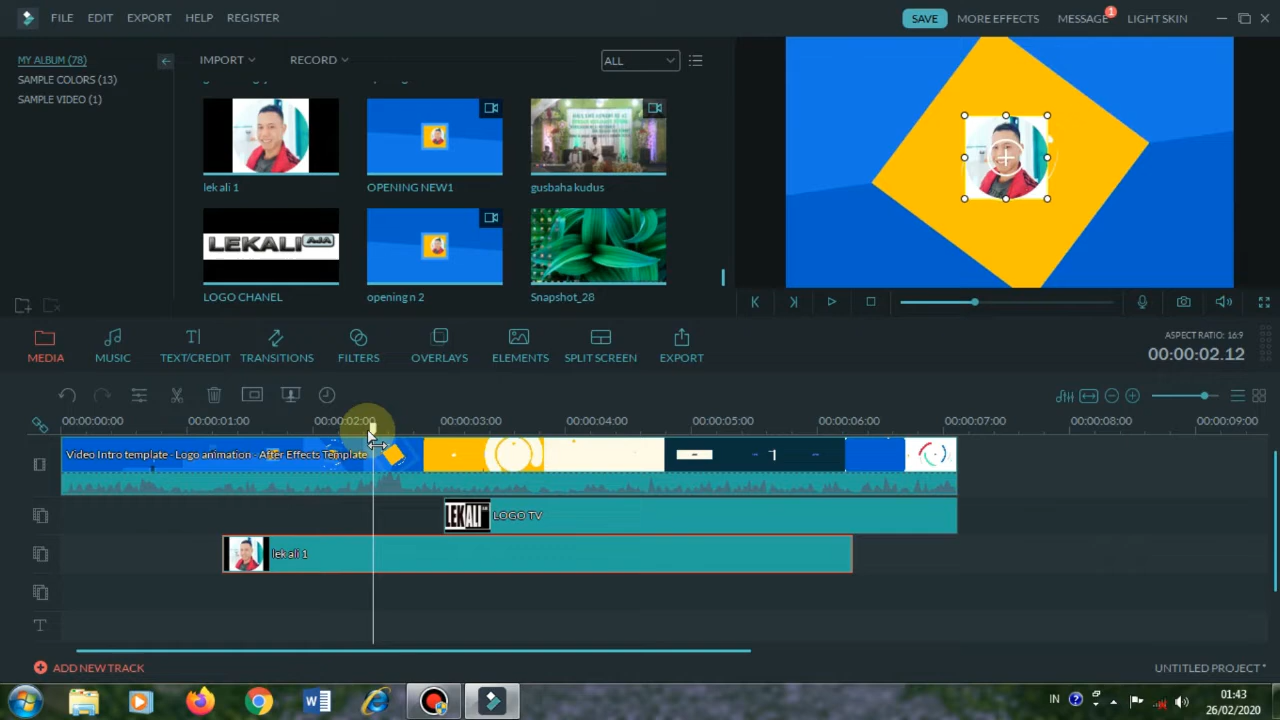 FILE EDIT EXPORT HELP REGISTER
SAVE MORE EFFECTS MESSAGE 1 LIGHT SKIN
MY ALBUM (78)
SAMPLE COLORS (13)
SAMPLE VIDEO (1)
IMPORT RECORD ALL
lek ali 1 OPENING NEW1 gusbaha kudus
LEKALI AJA
LOGO CHANEL opening n 2 Snapshot_28
MEDIA MUSIC TEXT/CREDIT TRANSITIONS FILTERS OVERLAYS ELEMENTS SPLIT SCREEN EXPORT
ASPECT RATIO: 16:9
00:00:02.12
00:00:00:00 00:00:01:00 00:00:02:00 00:00:03:00 00:00:04:00 00:00:05:00 00:00:06:00 00:00:07:00 00:00:08:00 00:00:09:00
Video Intro template - Logo animation - After Effects Template
LEKALI LOGO TV
lek ali 1
ADD NEW TRACK
UNTITLED PROJECT *
IN
01:43
26/02/2020